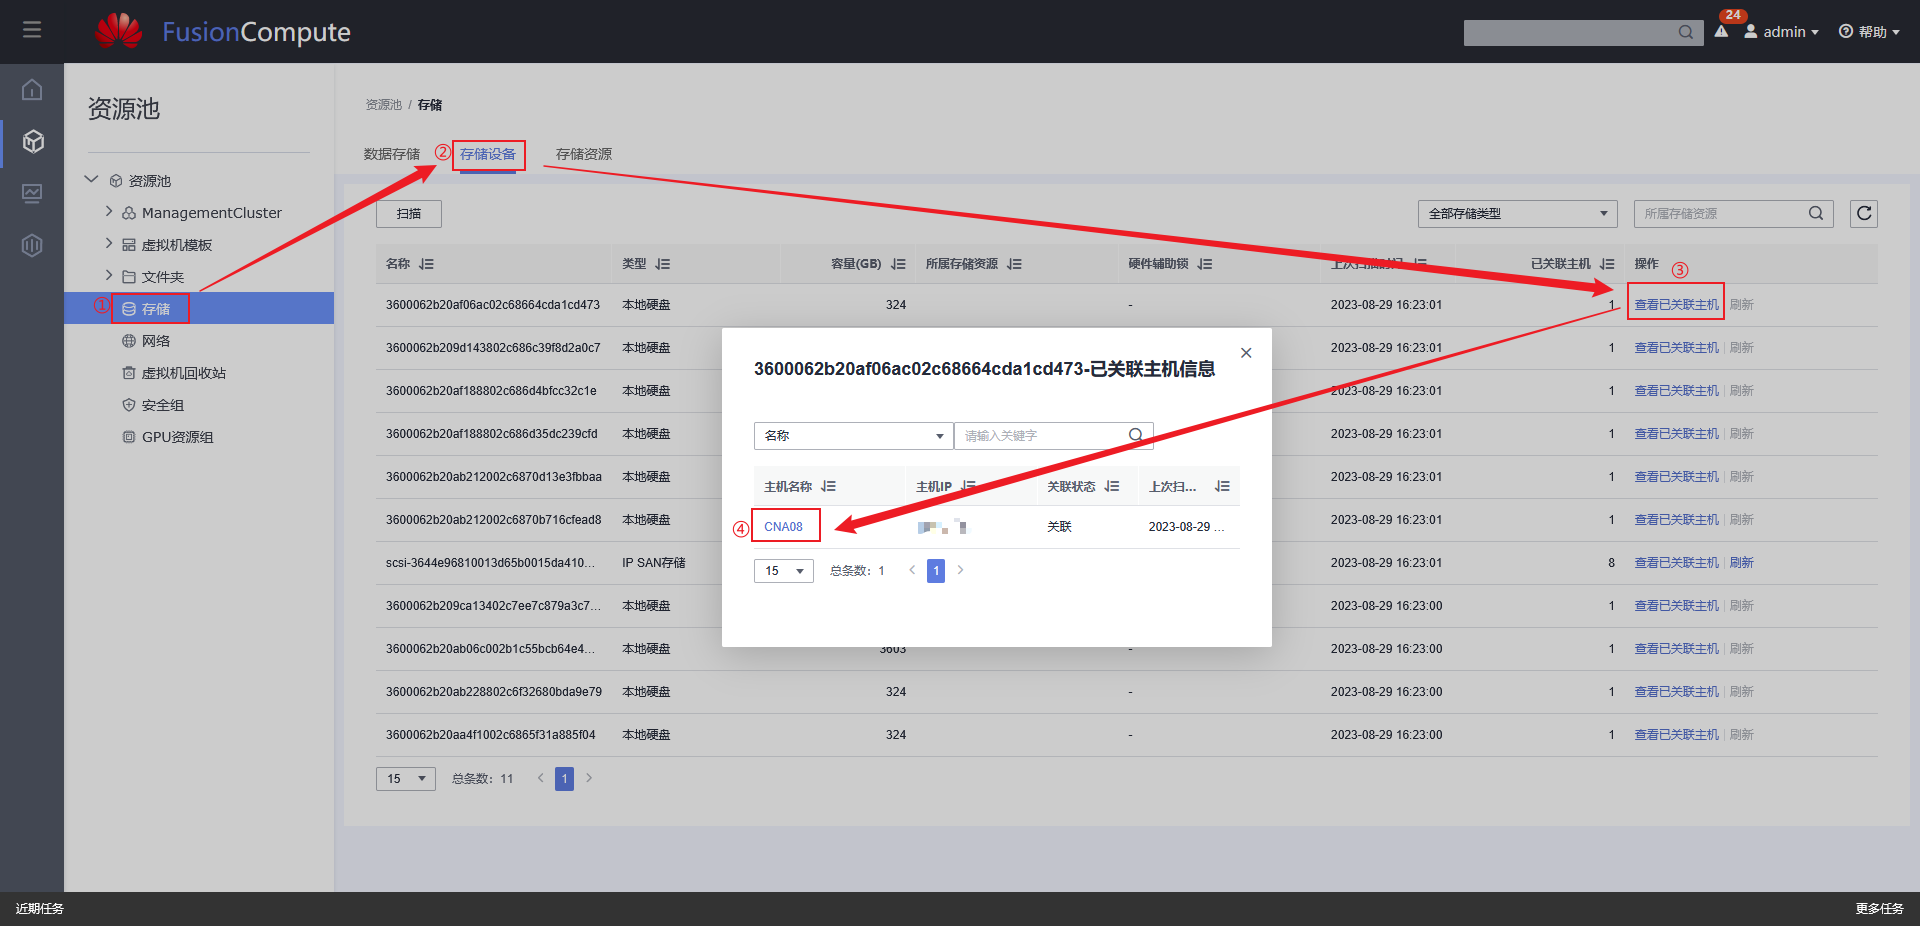 FusionCompute
24
admin
帮助
资源池
资源池 / 存储
数据存储 ② 存储设备 存储资源
资源池
ManagementCluster
虚拟机模板
文件夹
① 存储
网络
虚拟机回收站
安全组
GPU资源组
扫描 全部存储类型 所属存储资源
名称 类型 容量(GB) 所属存储资源 硬件辅助锁 上次扫描时间 已关联主机 操作 ③
3600062b20af06ac02c68664cda1cd473 本地硬盘 324 - 2023-08-29 16:23:01 1 查看已关联主机 刷新
3600062b209d143802c686c39f8d2a0c7 本地硬盘 2023-08-29 16:23:01 1 查看已关联主机 刷新
3600062b20af188802c686d4bfcc32c1e 本地硬盘 2023-08-29 16:23:01 1 查看已关联主机 刷新
3600062b20af188802c686d35dc239cfd 本地硬盘 2023-08-29 16:23:01 1 查看已关联主机 刷新
3600062b20ab212002c6870d13e3fbbaa 本地硬盘 2023-08-29 16:23:01 1 查看已关联主机 刷新
3600062b20ab212002c6870b716cfead8 本地硬盘 2023-08-29 16:23:01 1 查看已关联主机 刷新
scsi-3644e96810013d65b0015da410... IP SAN存储 2023-08-29 16:23:01 8 查看已关联主机 刷新
3600062b209ca13402c7ee7c879a3c7... 本地硬盘 2023-08-29 16:23:00 1 查看已关联主机 刷新
3600062b20ab06c002b1c55bcb64e4... 本地硬盘 3603 - 2023-08-29 16:23:00 1 查看已关联主机 刷新
3600062b20ab228802c6f32680bda9e79 本地硬盘 324 - 2023-08-29 16:23:00 1 查看已关联主机 刷新
3600062b20aa4f1002c6865f31a885f04 本地硬盘 324 - 2023-08-29 16:23:00 1 查看已关联主机 刷新
15 总条数: 11 < 1 >
3600062b20af06ac02c68664cda1cd473-已关联主机信息
名称 请输入关键字
主机名称 主机IP 关联状态 上次扫...
④ CNA08 关联 2023-08-29 ...
15 总条数: 1 < 1 >
近期任务 更多任务